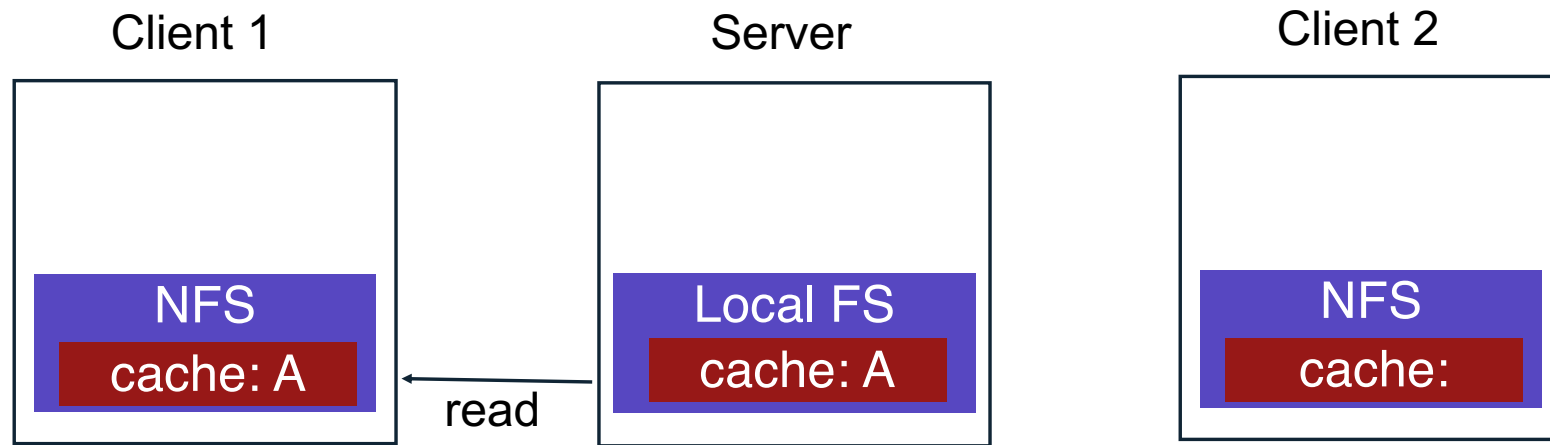 Client 1
Server
Client 2
NFS
cache: A
read
Local FS
cache: A
NFS
cache: